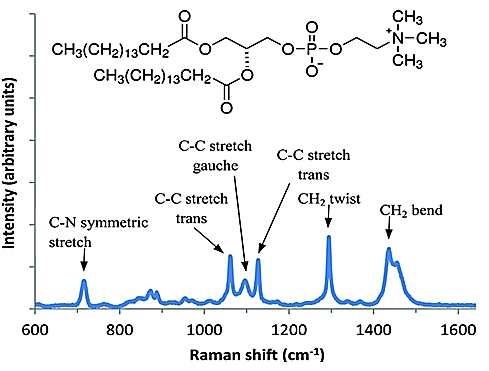 CH₃
O
CH₃(CH₂)₁₃CH₂
O
O
P
O
N⁺
CH₃
CH₃
O
O⁻
O
CH₃(CH₂)₁₃CH₂
O
C-C stretch
gauche
C-C stretch
trans
C-C stretch
trans
CH₂ twist
CH₂ bend
C-N symmetric
stretch
Intensity (arbitrary units)
600 800 1000 1200 1400 1600
Raman shift (cm⁻¹)